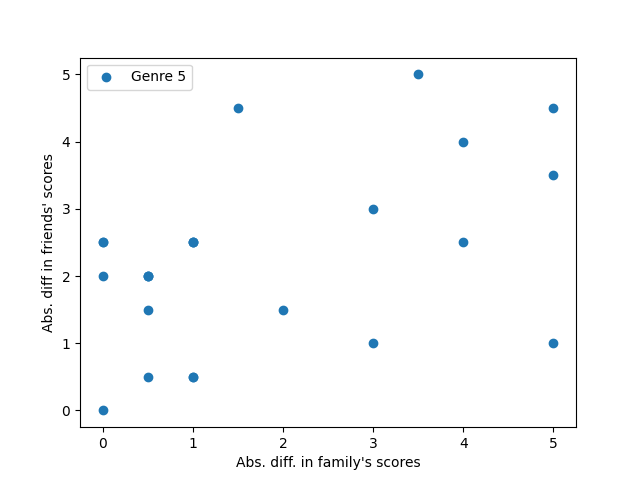 Genre 5
Abs. diff in friends' scores
5
4
3
2
1
0
0 1 2 3 4 5
Abs. diff. in family's scores